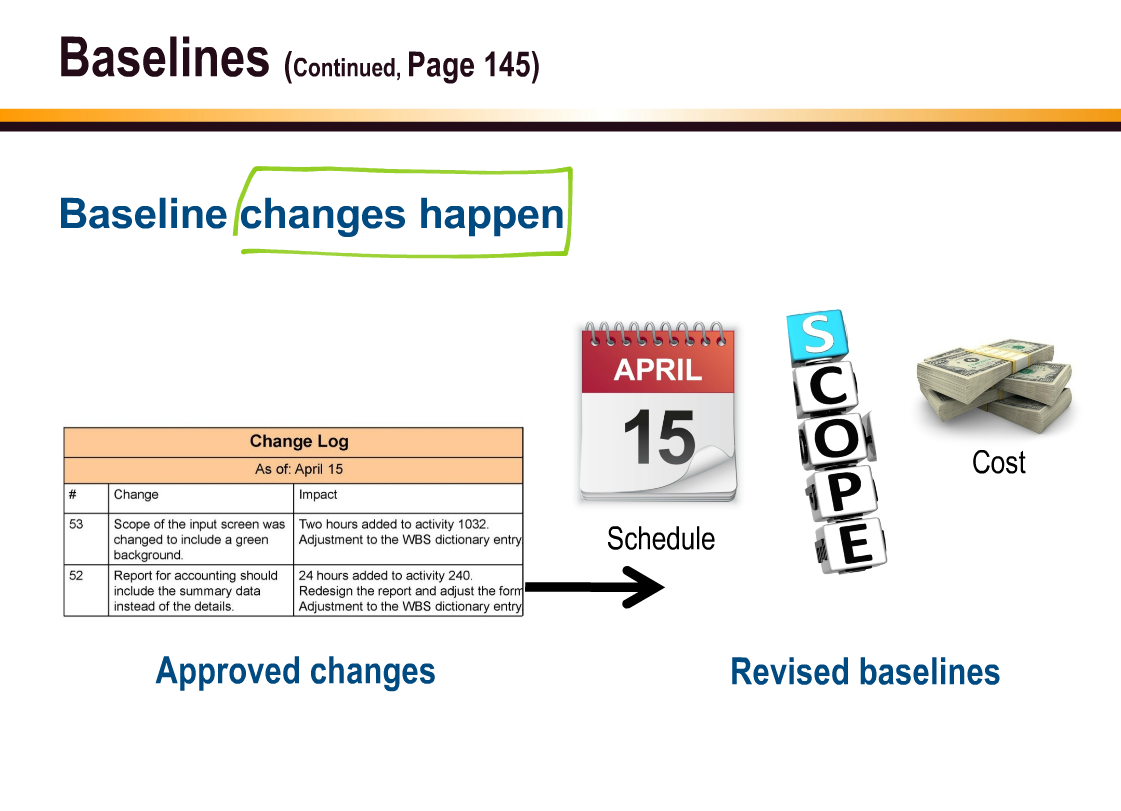 Baselines (Continued, Page 145)
Baseline changes happen
Change Log
As of: April 15
# Change Impact
53 Scope of the input screen was Two hours added to activity 1032.
changed to include a green Adjustment to the WBS dictionary entry
background.
52 Report for accounting should 24 hours added to activity 240.
include the summary data Redesign the report and adjust the form
instead of the details. Adjustment to the WBS dictionary entry
APRIL
15
Schedule
S
C
O
P
E
Cost
Approved changes
Revised baselines